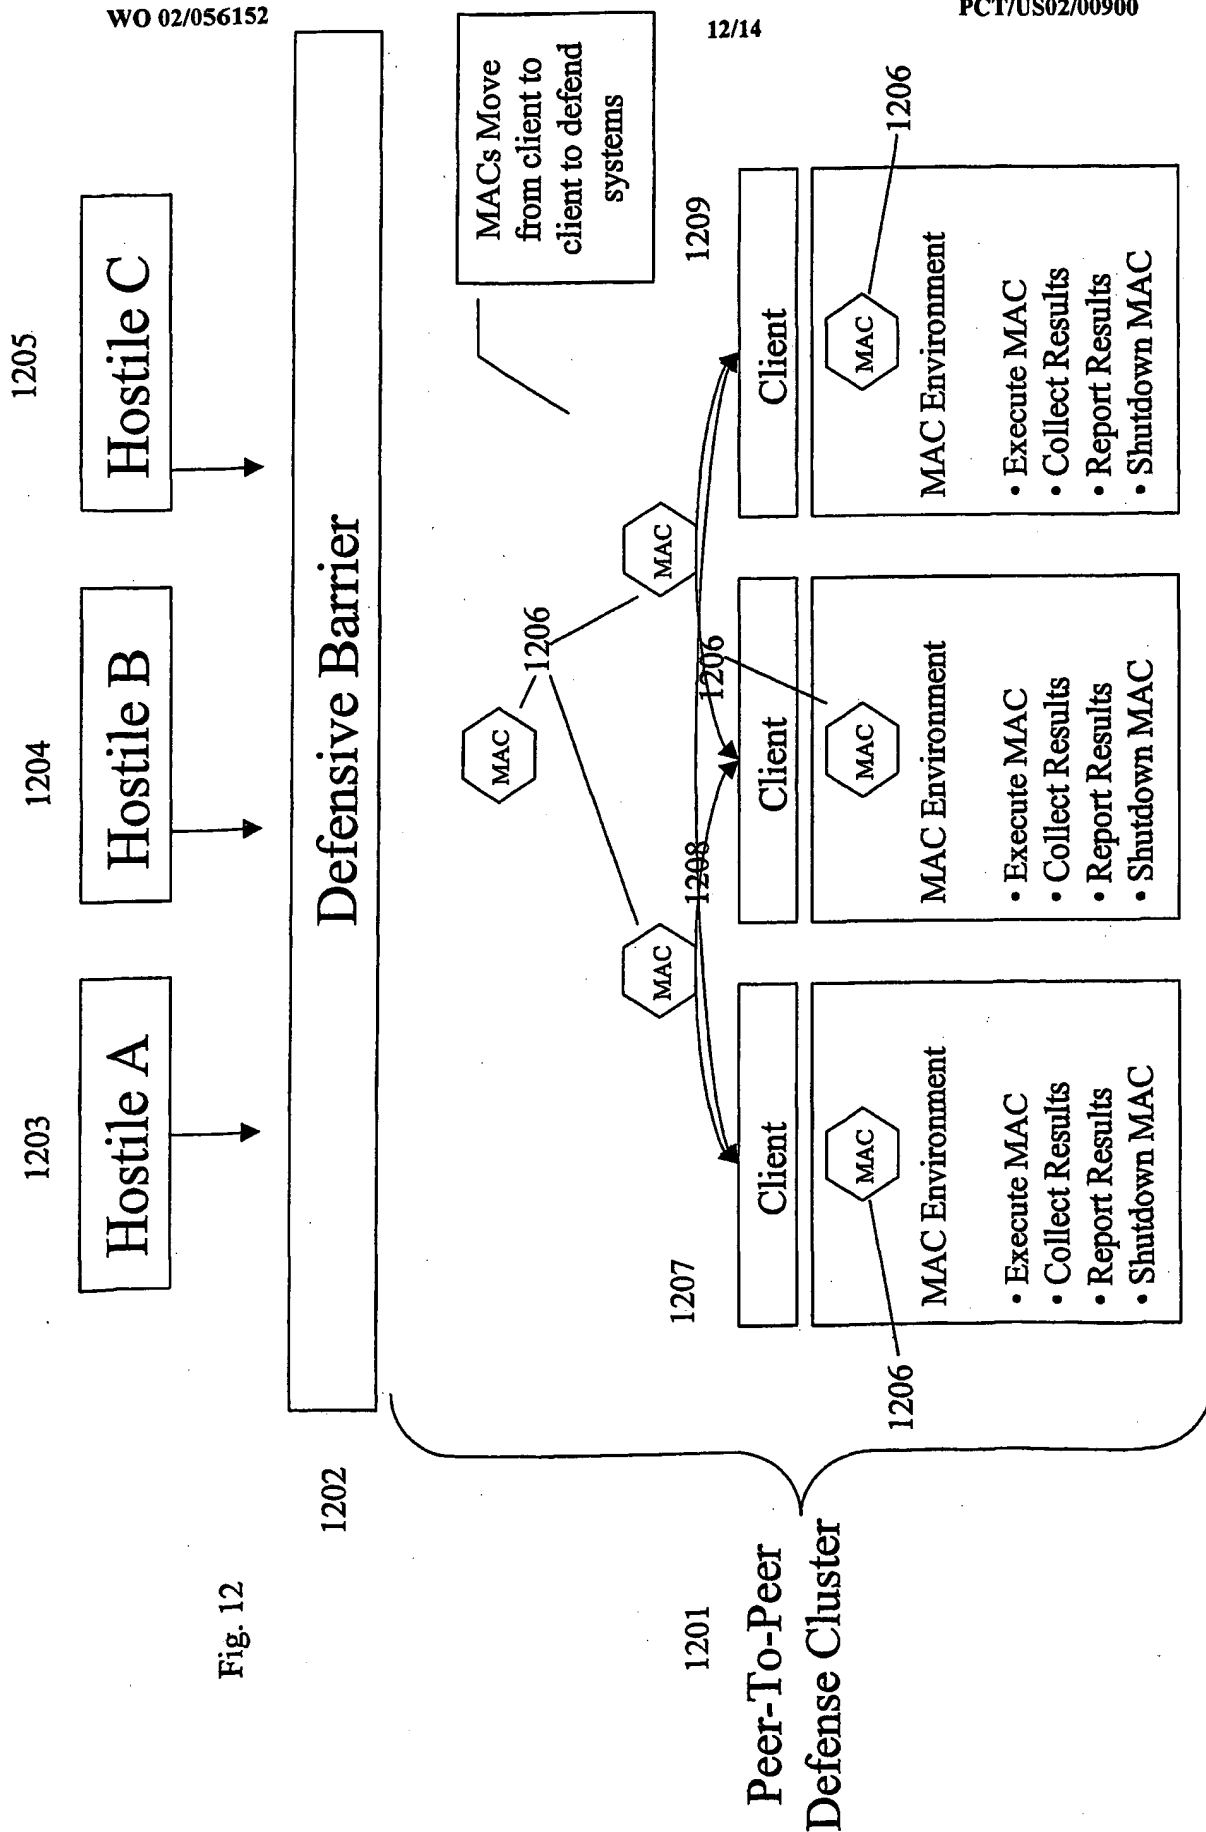 WO 02/056152
12/14
PCT/US02/00900
Fig. 12
1203
1204
1205
Hostile A
Hostile B
Hostile C
1202
Defensive Barrier
MACs Move
from client to
client to defend
systems
MAC
1206
MAC
MAC
1201
Peer-To-Peer
Defense Cluster
1207
1208
1206
1209
Client
Client
Client
MAC
MAC
MAC
1206
1206
MAC Environment
• Execute MAC
• Collect Results
• Report Results
• Shutdown MAC
MAC Environment
• Execute MAC
• Collect Results
• Report Results
• Shutdown MAC
MAC Environment
• Execute MAC
• Collect Results
• Report Results
• Shutdown MAC